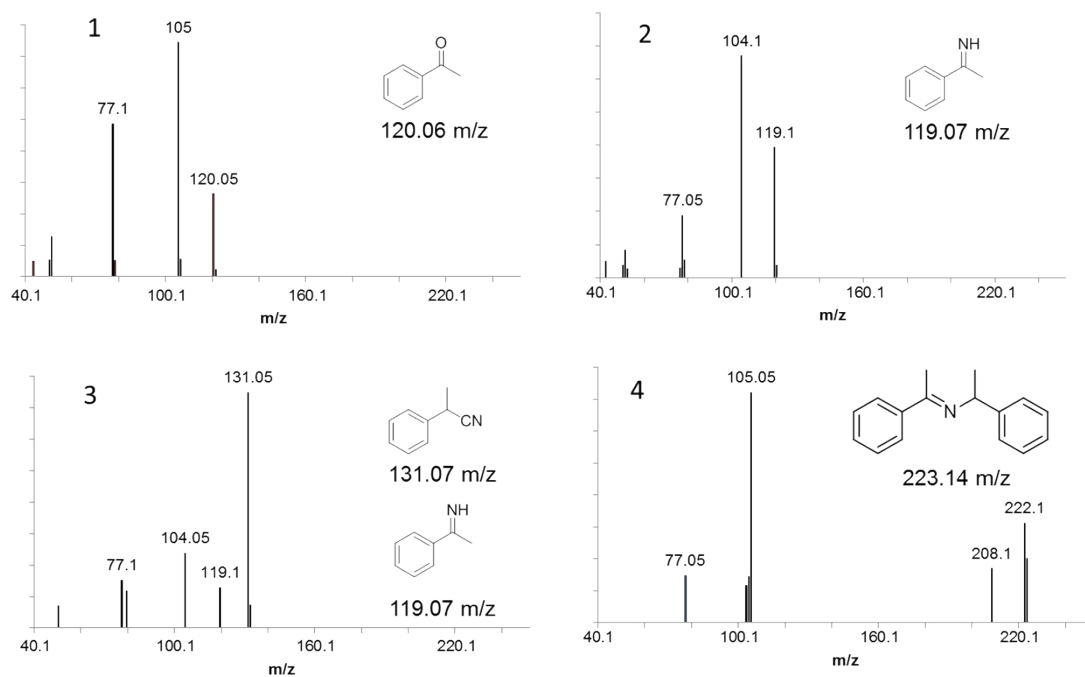 1
105
77.1
120.05
O
120.06 m/z
40.1 100.1 160.1 220.1
m/z
2
104.1
119.1
77.05
NH
119.07 m/z
40.1 100.1 160.1 220.1
m/z
3
131.05
104.05
77.1
119.1
CN
131.07 m/z
NH
119.07 m/z
40.1 100.1 160.1 220.1
m/z
4
105.05
77.05
N
223.14 m/z
222.1
208.1
40.1 100.1 160.1 220.1
m/z